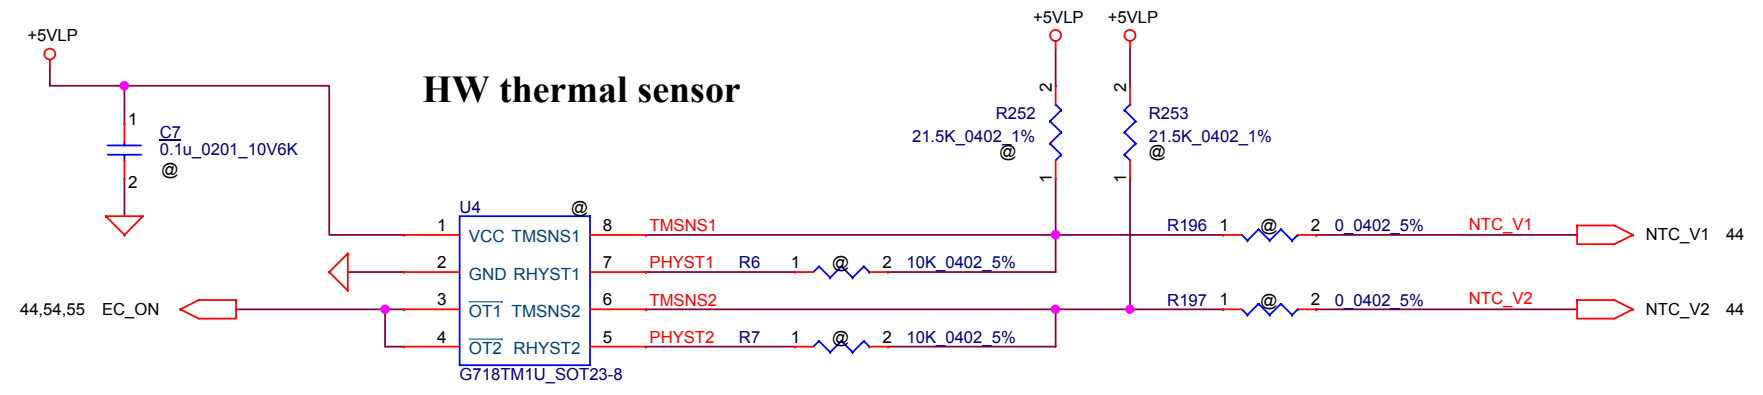 +5VLP +5VLP
+5VLP
HW thermal sensor
2 2
R252 R253
1 C7 21.5K_0402_1% 21.5K_0402_1%
0.1u_0201_10V6K @ @
@
2 1 1
U4 @
1 VCC TMSNS1 8 TMSNS1 R196 1 @ 2 0_0402_5% NTC_V1 NTC_V1 44
2 GND RHYST1 7 PHYST1 R6 1 @ 2 10K_0402_5%
44,54,55 EC_ON 3 OT1 TMSNS2 6 TMSNS2 R197 1 @ 2 0_0402_5% NTC_V2 NTC_V2 44
4 OT2 RHYST2 5 PHYST2 R7 1 @ 2 10K_0402_5%
G718TM1U_SOT23-8